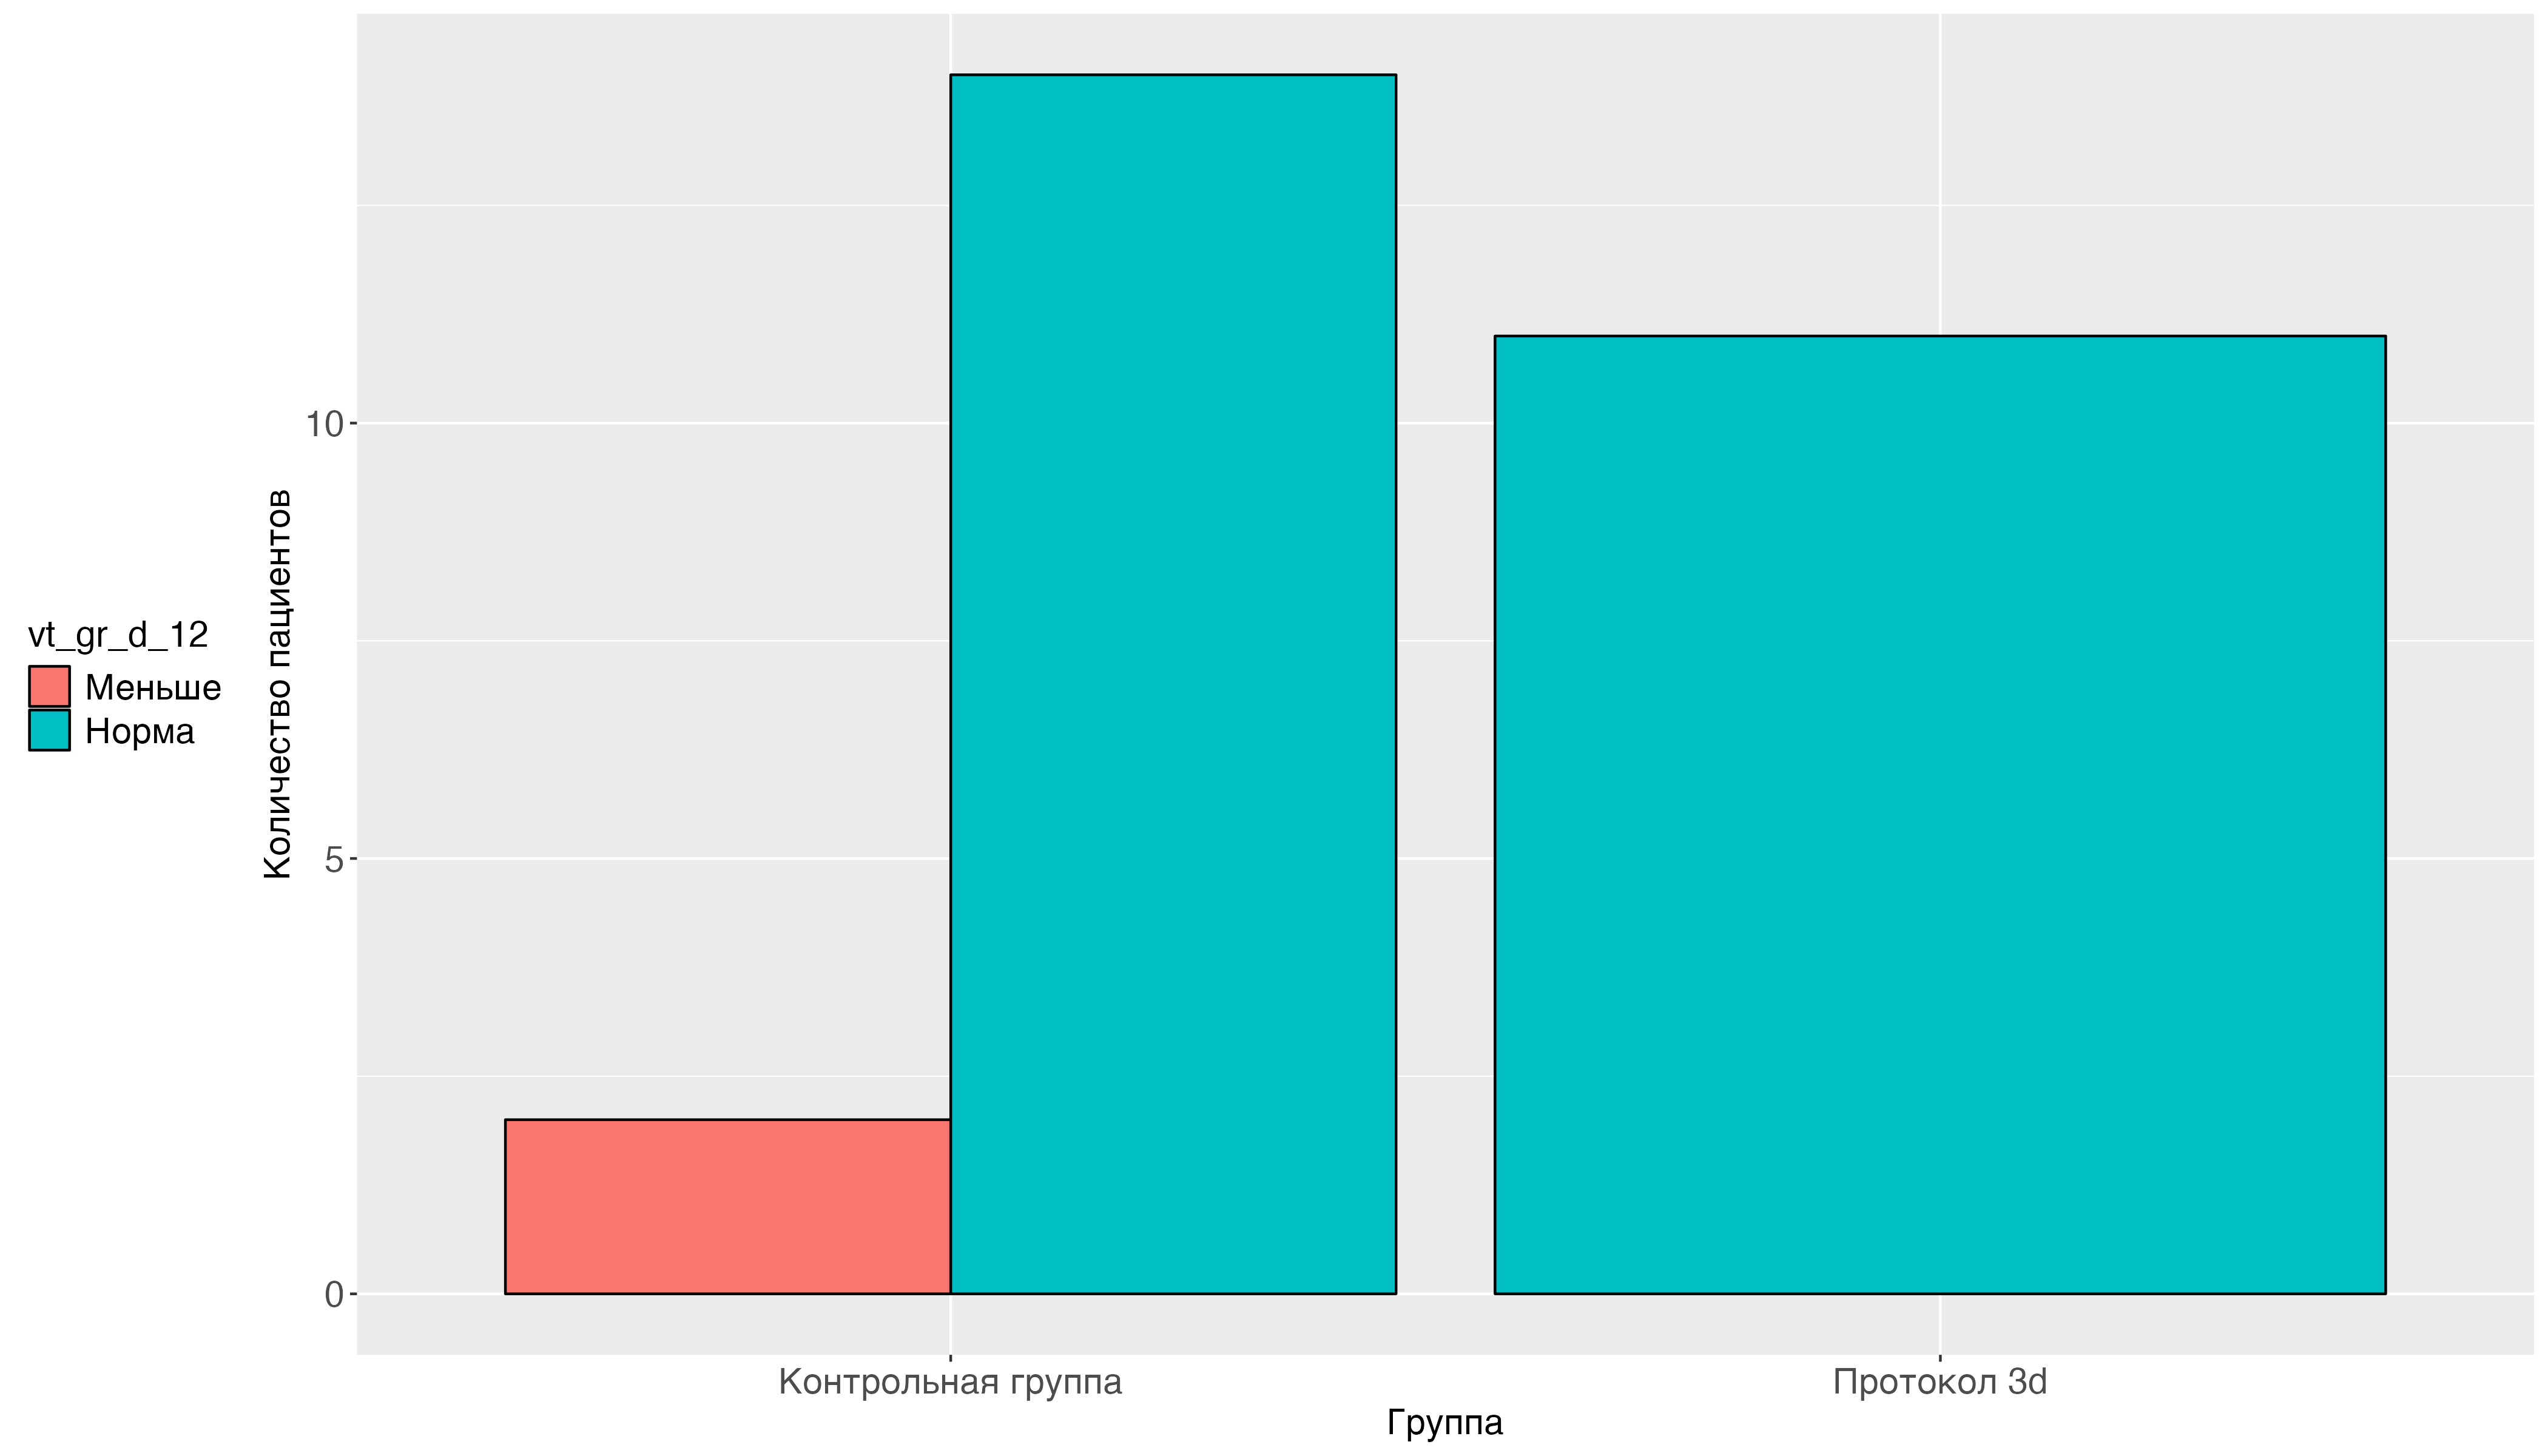 vt_gr_d_12
Меньше
Норма
Количество пациентов
10
5
0
Контрольная группа
Протокол 3d
Группа